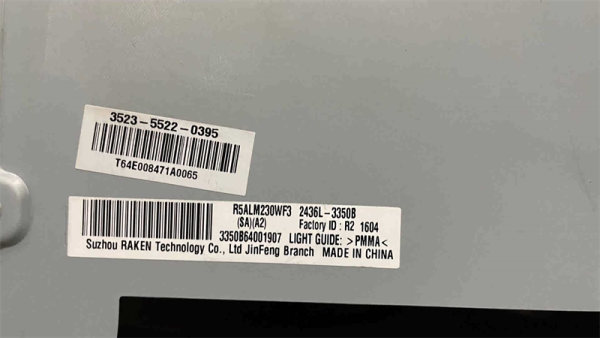 3523-5522-0395
T64E008471A0065
R5ALM230WF3 2436L-3350B
(SA)(A2) Factory ID : R2 1604
3350B64001907 LIGHT GUIDE: >PMMA<
Suzhou RAKEN Technology Co., Ltd JinFeng Branch MADE IN CHINA